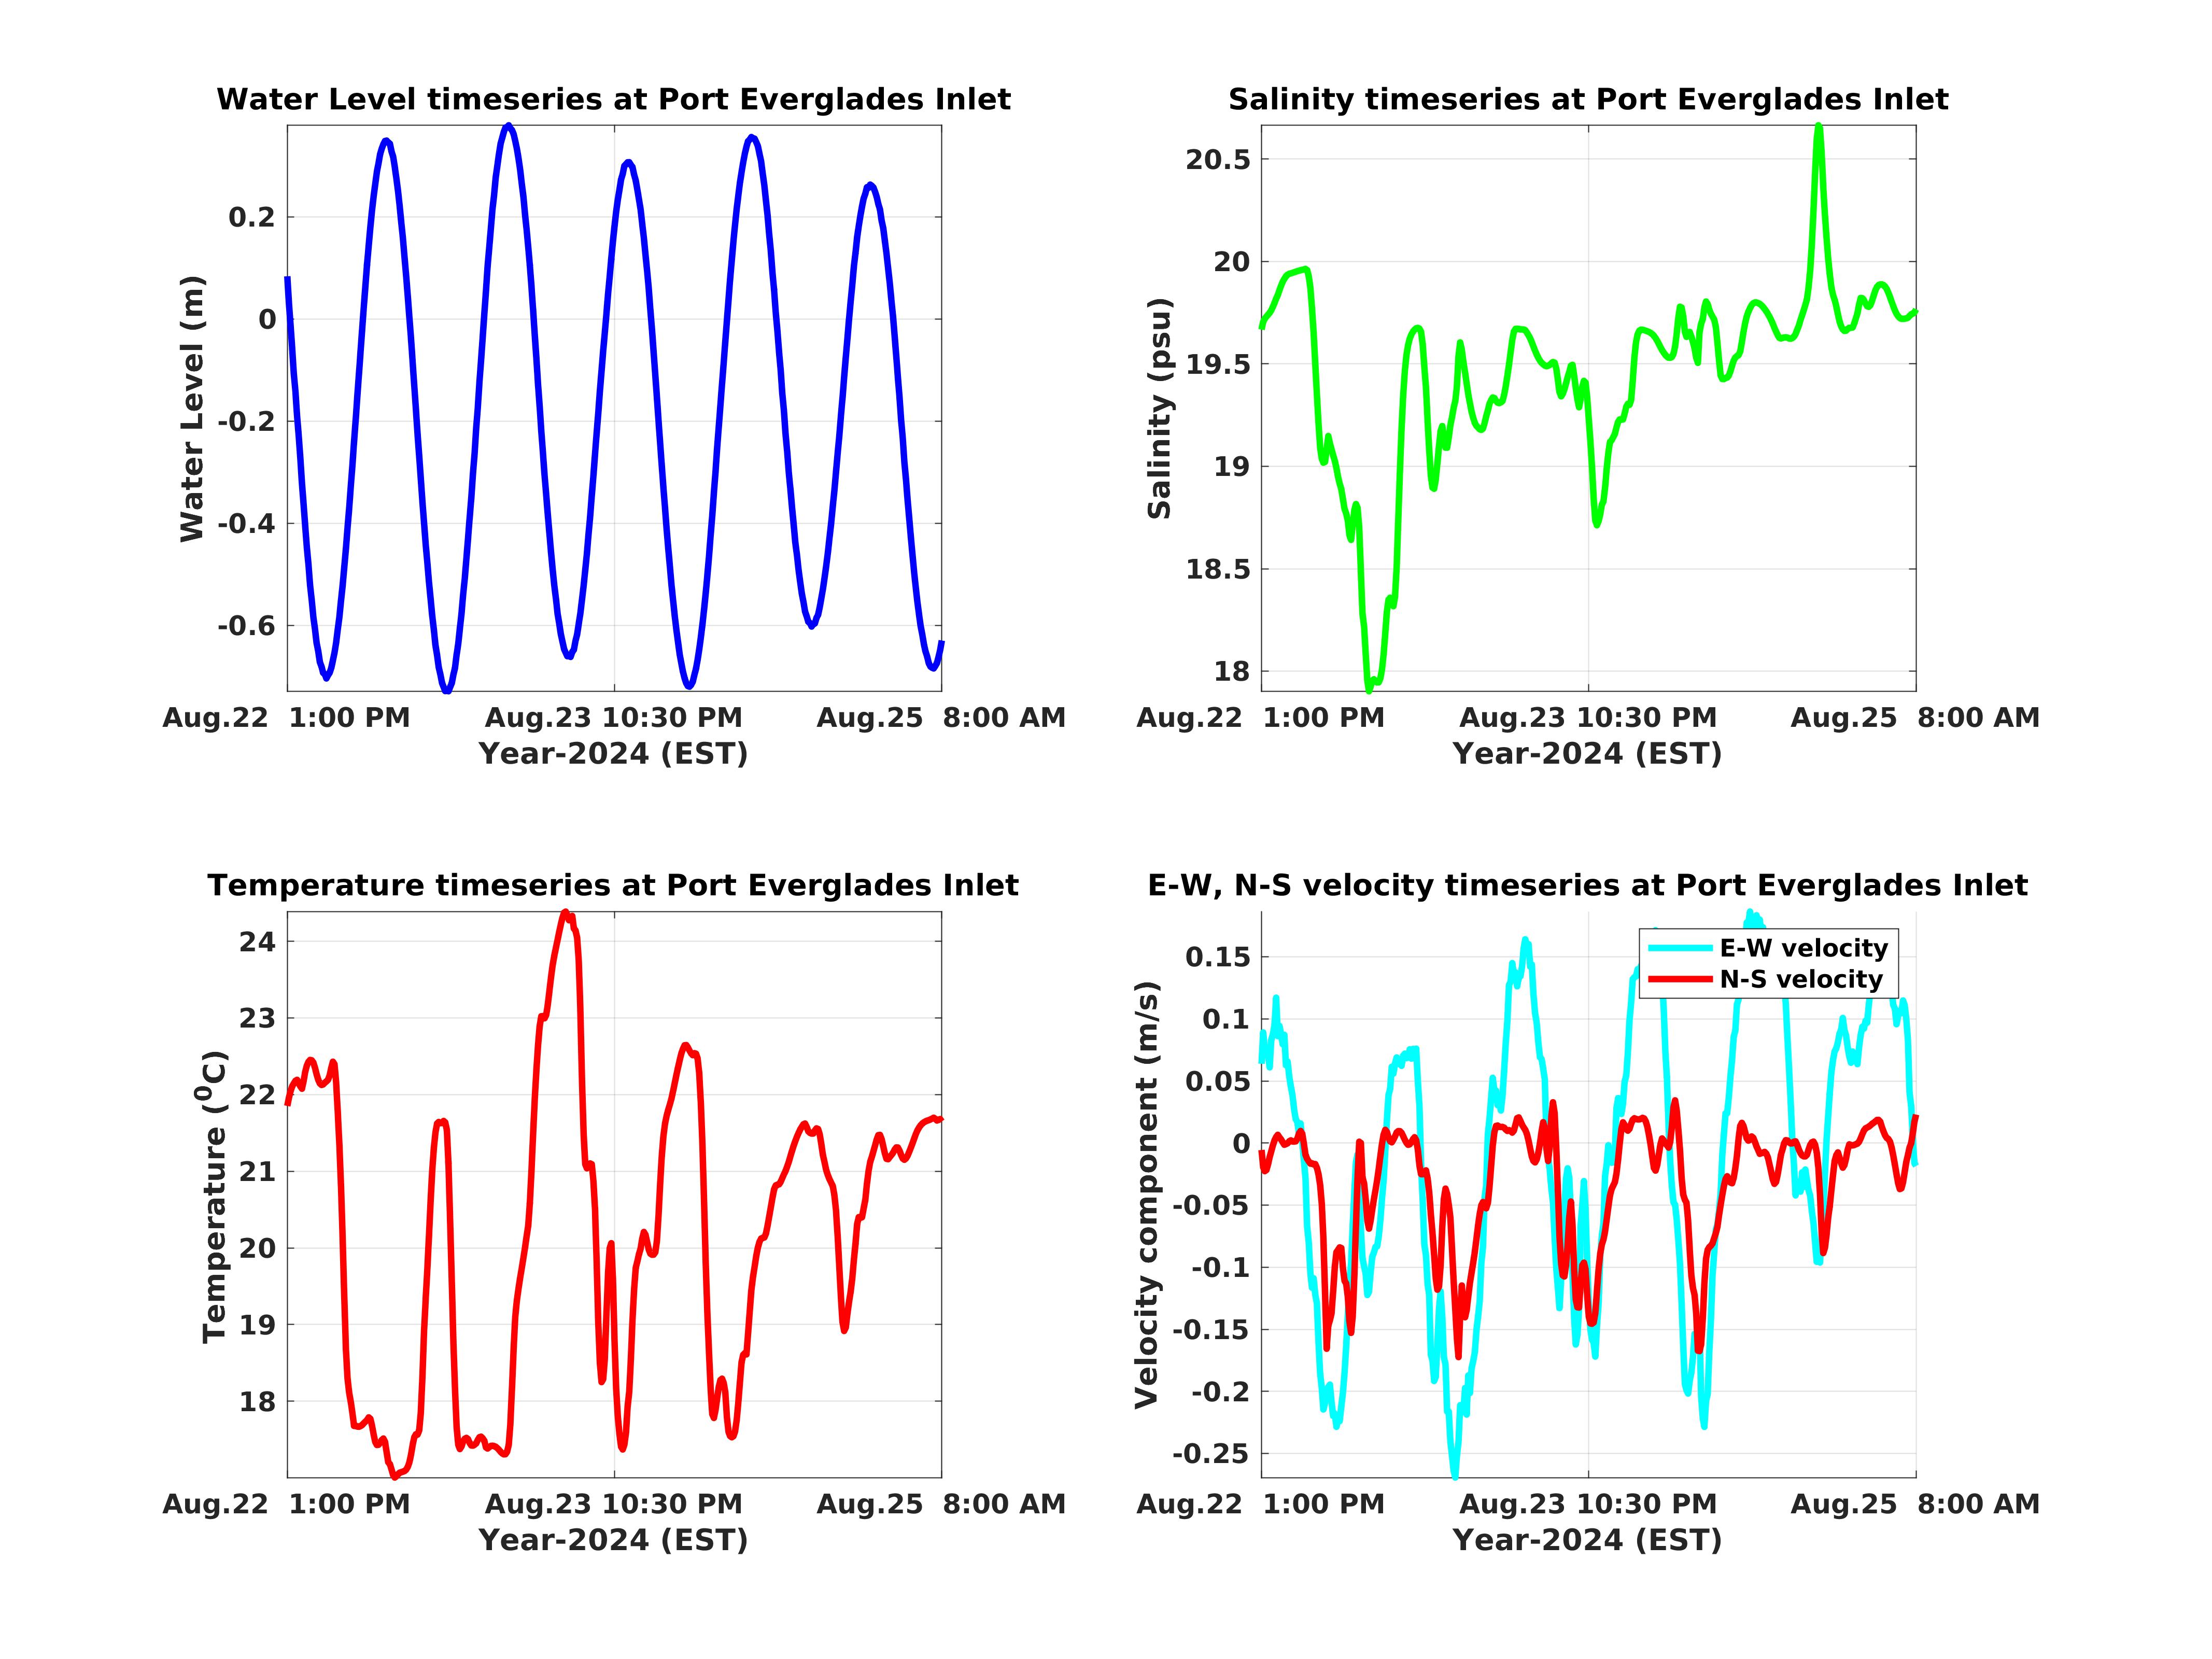 Water Level timeseries at Port Everglades Inlet
Water Level (m)
0.2
0
-0.2
-0.4
-0.6
Aug.22 1:00 PM
Aug.23 10:30 PM
Aug.25 8:00 AM
Year-2024 (EST)
Salinity timeseries at Port Everglades Inlet
Salinity (psu)
20.5
20
19.5
19
18.5
18
Aug.22 1:00 PM
Aug.23 10:30 PM
Aug.25 8:00 AM
Year-2024 (EST)
Temperature timeseries at Port Everglades Inlet
Temperature (⁰C)
24
23
22
21
20
19
18
Aug.22 1:00 PM
Aug.23 10:30 PM
Aug.25 8:00 AM
Year-2024 (EST)
E-W, N-S velocity timeseries at Port Everglades Inlet
Velocity component (m/s)
0.15
0.1
0.05
0
-0.05
-0.1
-0.15
-0.2
-0.25
E-W velocity
N-S velocity
Aug.22 1:00 PM
Aug.23 10:30 PM
Aug.25 8:00 AM
Year-2024 (EST)